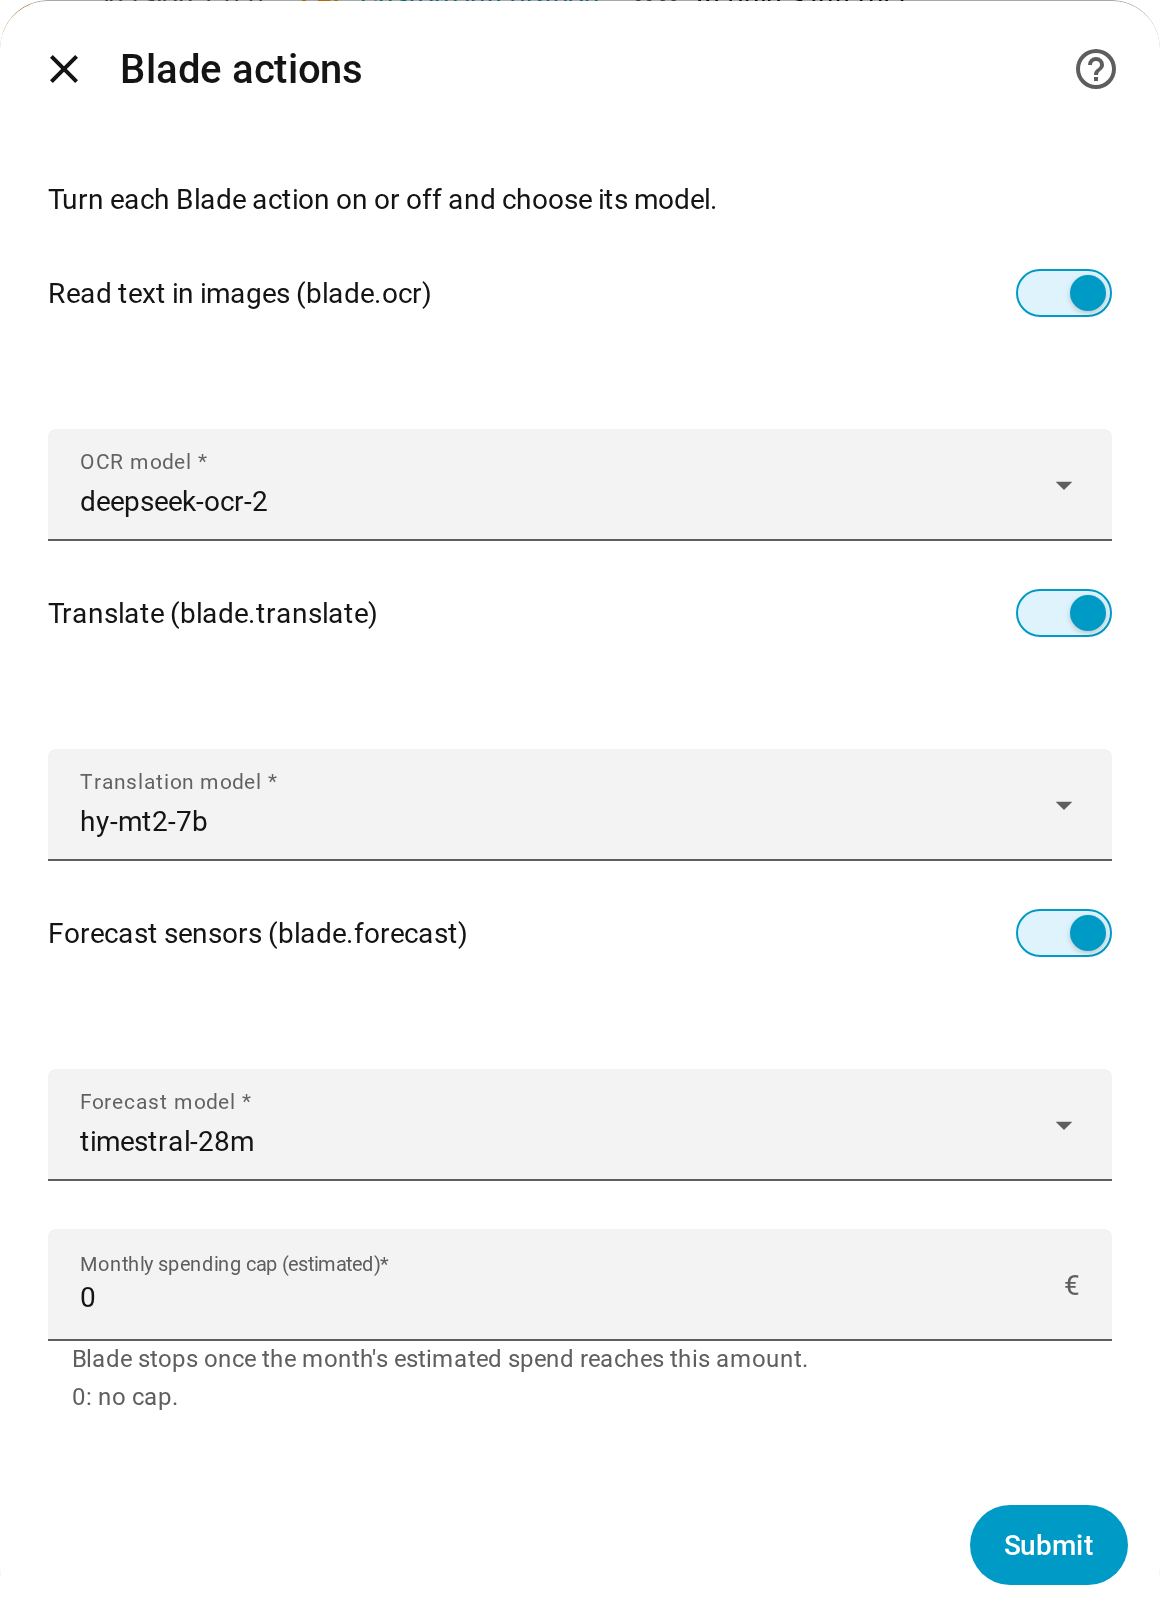 Blade actions
Turn each Blade action on or off and choose its model.
Read text in images (blade.ocr)
OCR model *
deepseek-ocr-2
Translate (blade.translate)
Translation model *
hy-mt2-7b
Forecast sensors (blade.forecast)
Forecast model *
timestral-28m
Monthly spending cap (estimated)*
0
€
Blade stops once the month's estimated spend reaches this amount.
0: no cap.
Submit